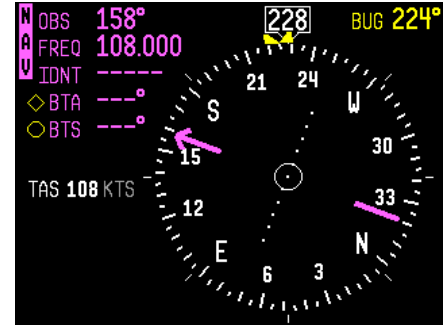 NAV
OBS 158°
FREQ 108.000
IDNT -----
BTA ---°
BTS ---°
228
BUG 224°
TAS 108 KTS
21
24
S
W
15
30
12
33
E
N
6
3